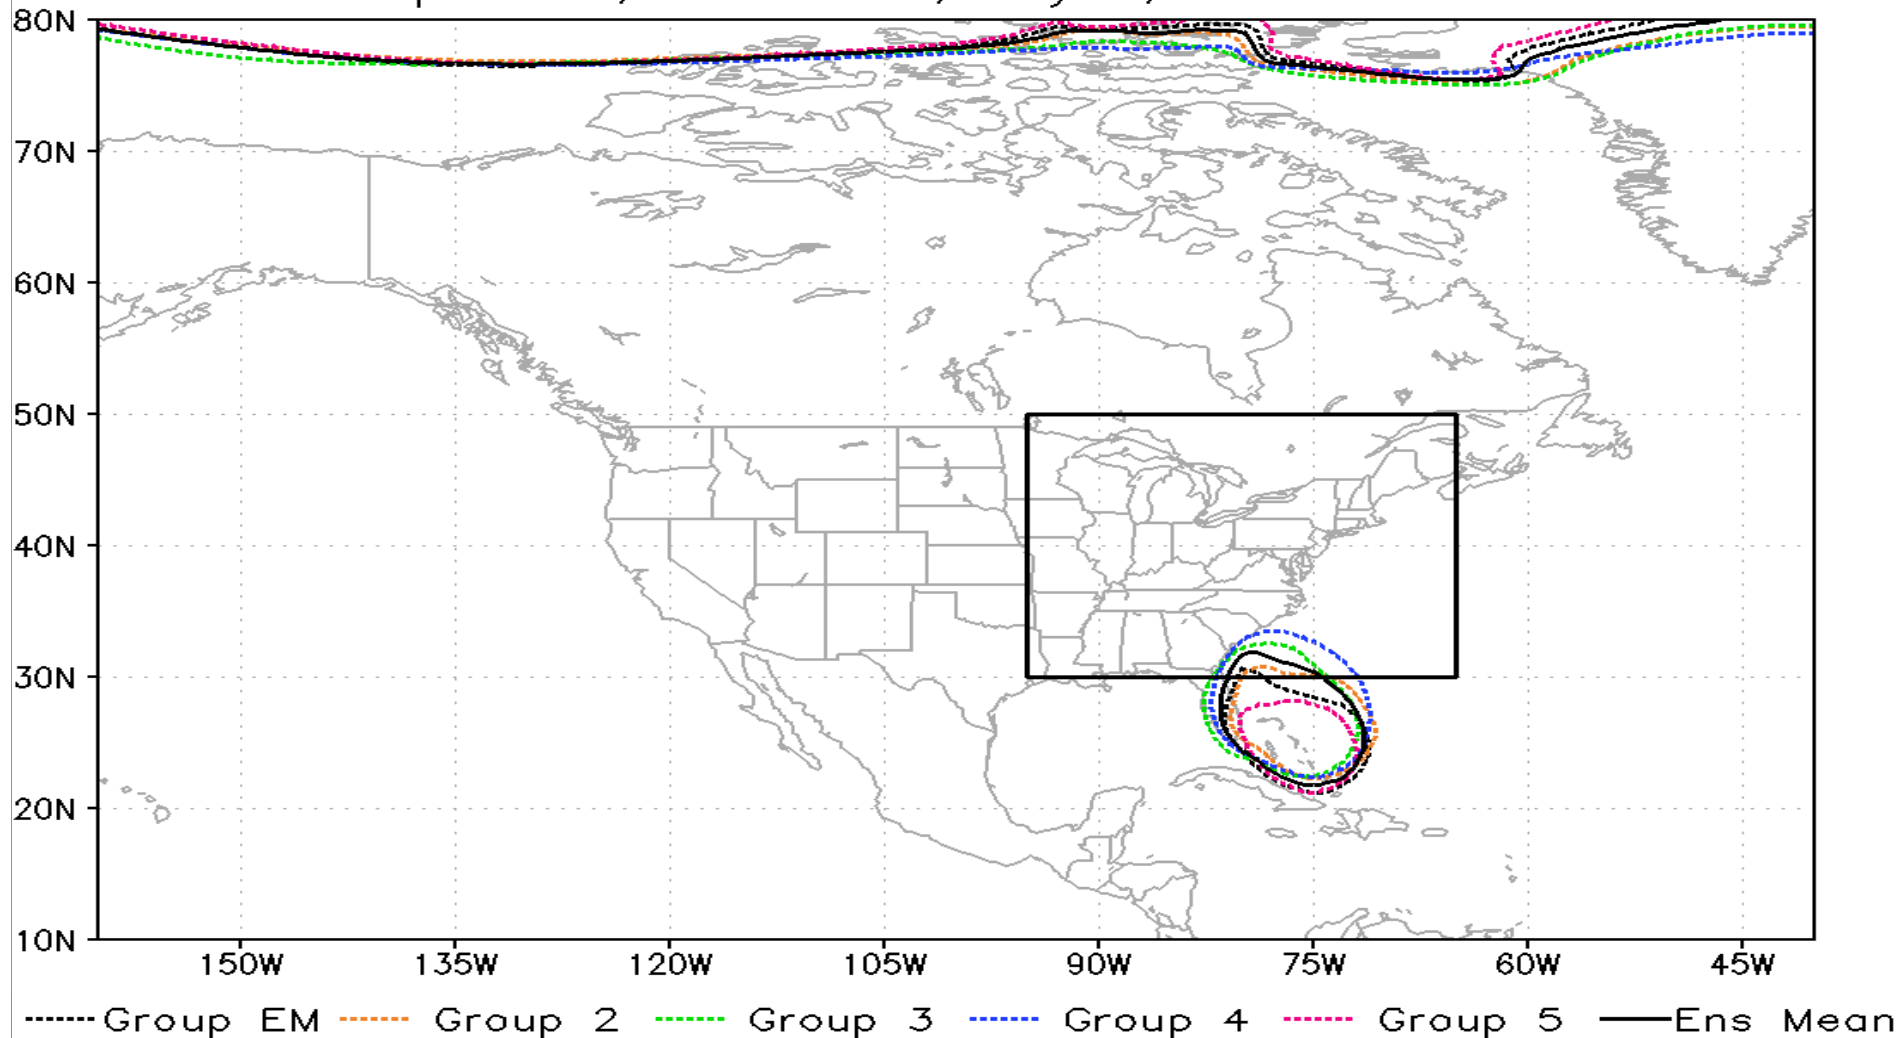 80N
70N
60N
50N
40N
30N
20N
10N
150W 135W 120W 105W 90W 75W 60W 45W
Group EM Group 2 Group 3 Group 4 Group 5 Ens Mean